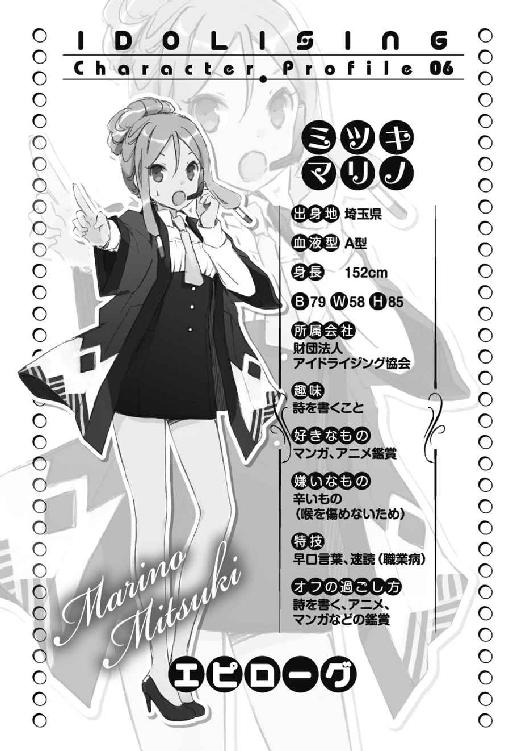 IDOLISING
Character Profile 06
ミツキ
マリノ
出身地 埼玉県
血液型 A型
身長 152cm
B79 W58 H85
所属会社
財団法人
アイドライジング協会
趣味
詩を書くこと
好きなもの
マンガ、アニメ鑑賞
嫌いなもの
辛いもの
(喉を傷めないため)
特技
早口言葉、速読(職業病)
オフの過ごし方
詩を書く、アニメ、
マンガなどの鑑賞
Marino
Mitsuki
エピローグ